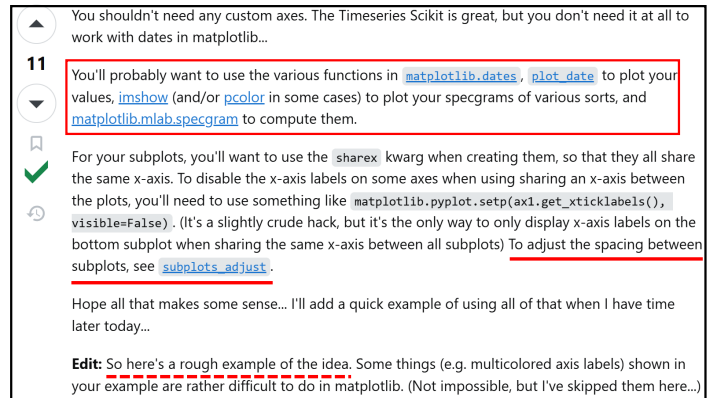 You shouldn't need any custom axes. The Timeseries Scikit is great, but you don't need it at all to
work with dates in matplotlib...
11
You'll probably want to use the various functions in matplotlib.dates, plot_date to plot your
values, imshow (and/or pcolor in some cases) to plot your specgrams of various sorts, and
matplotlib.mlab.specgram to compute them.
For your subplots, you'll want to use the sharex kwarg when creating them, so that they all share
the same x-axis. To disable the x-axis labels on some axes when using sharing an x-axis between
the plots, you'll need to use something like matplotlib.pyplot.setp(ax1.get_xticklabels(),
visible=False). (It's a slightly crude hack, but it's the only way to only display x-axis labels on the
bottom subplot when sharing the same x-axis between all subplots) To adjust the spacing between
subplots, see subplots_adjust.
Hope all that makes some sense... I'll add a quick example of using all of that when I have time
later today...
Edit: So here's a rough example of the idea. Some things (e.g. multicolored axis labels) shown in
your example are rather difficult to do in matplotlib. (Not impossible, but I've skipped them here...)